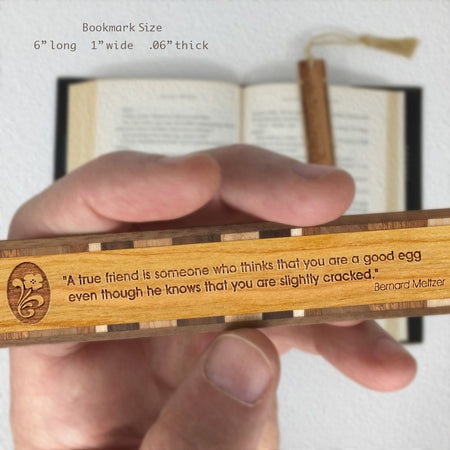 Bookmark Size
6” long 1” wide .06” thick
"A true friend is someone who thinks that you are a good egg
even though he knows that you are slightly cracked."
Bernard Meltzer